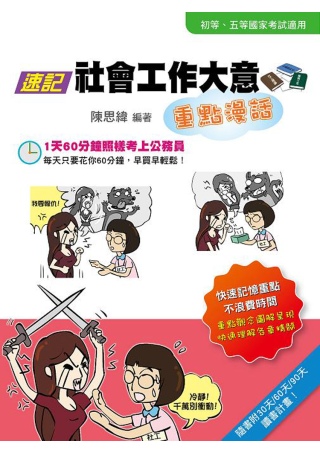 初等、五等國家考試適用
速記
社會工作大意
陳思緯 編著
重點漫話
1天60分鐘照樣考上公務員
每天只要花你60分鐘，早買早輕鬆！
我要報仇！
快速記憶重點
不浪費時間
重點觀念圖解呈現
快速理解各章精髓
冷靜！
千萬別衝動！
社工
隨書附30天/60天/90天
讀書計畫！